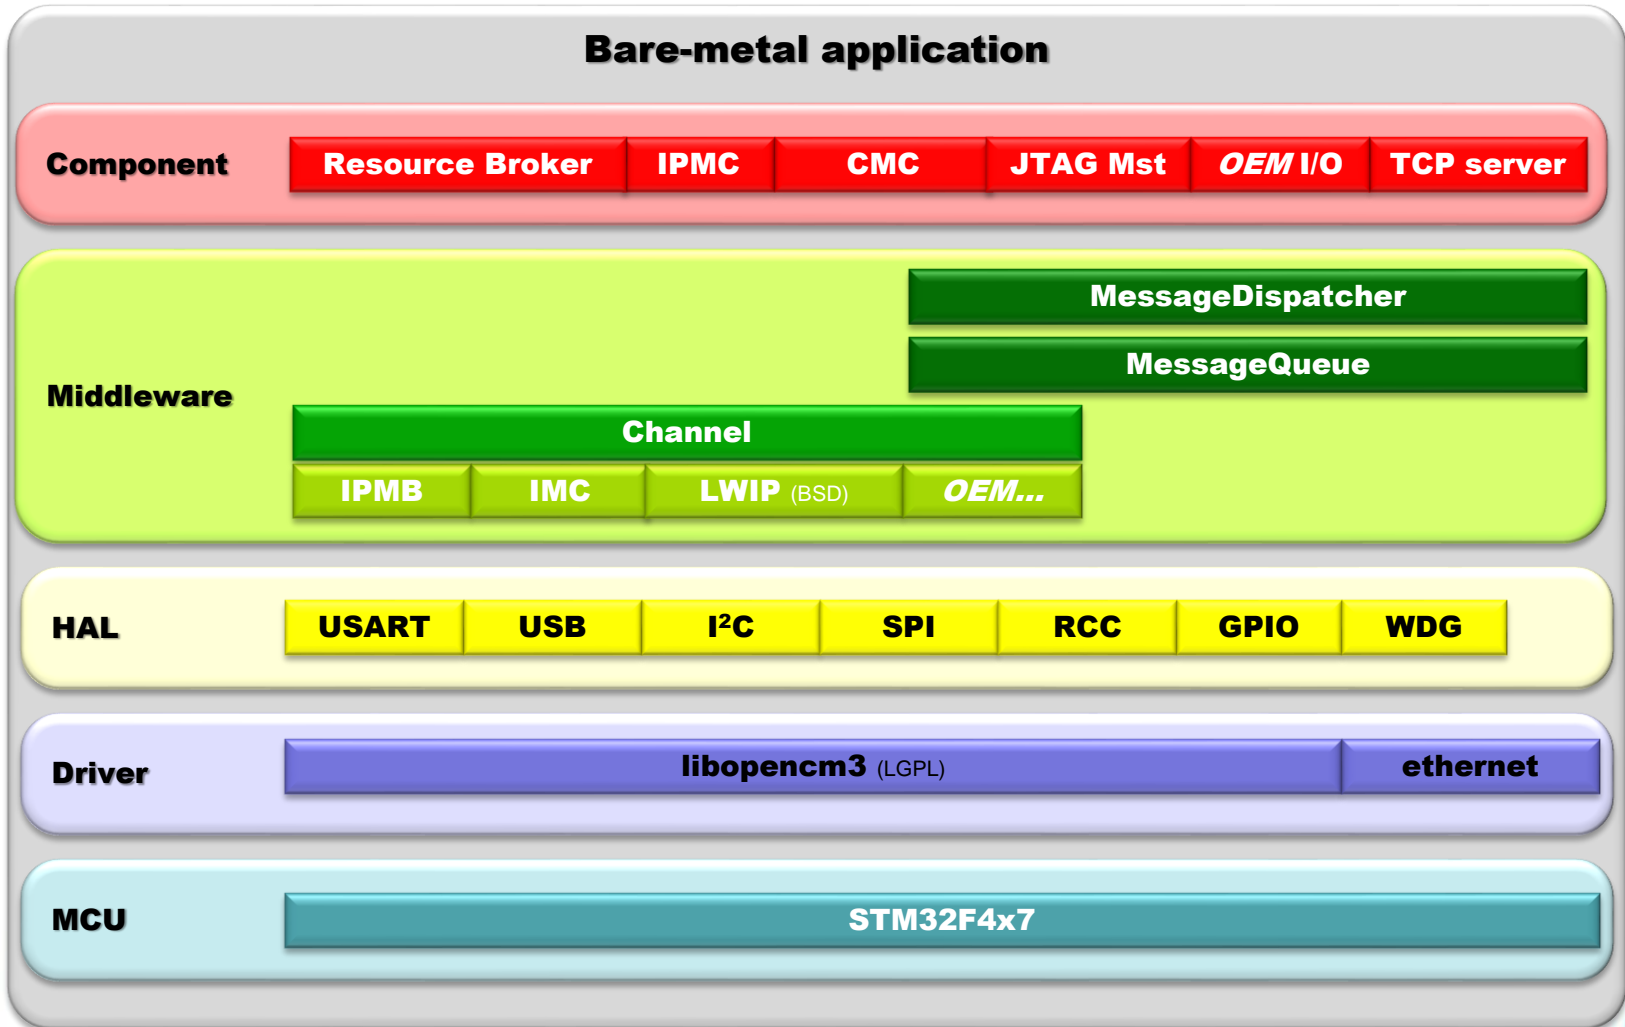 Bare-metal application
Component
Resource Broker IPMC CMC JTAG Mst OEM I/O TCP server
MessageDispatcher
MessageQueue
Middleware
Channel
IPMB IMC LWIP (BSD) OEM...
HAL
USART USB I²C SPI RCC GPIO WDG
Driver
libopencm3 (LGPL) ethernet
MCU
STM32F4x7